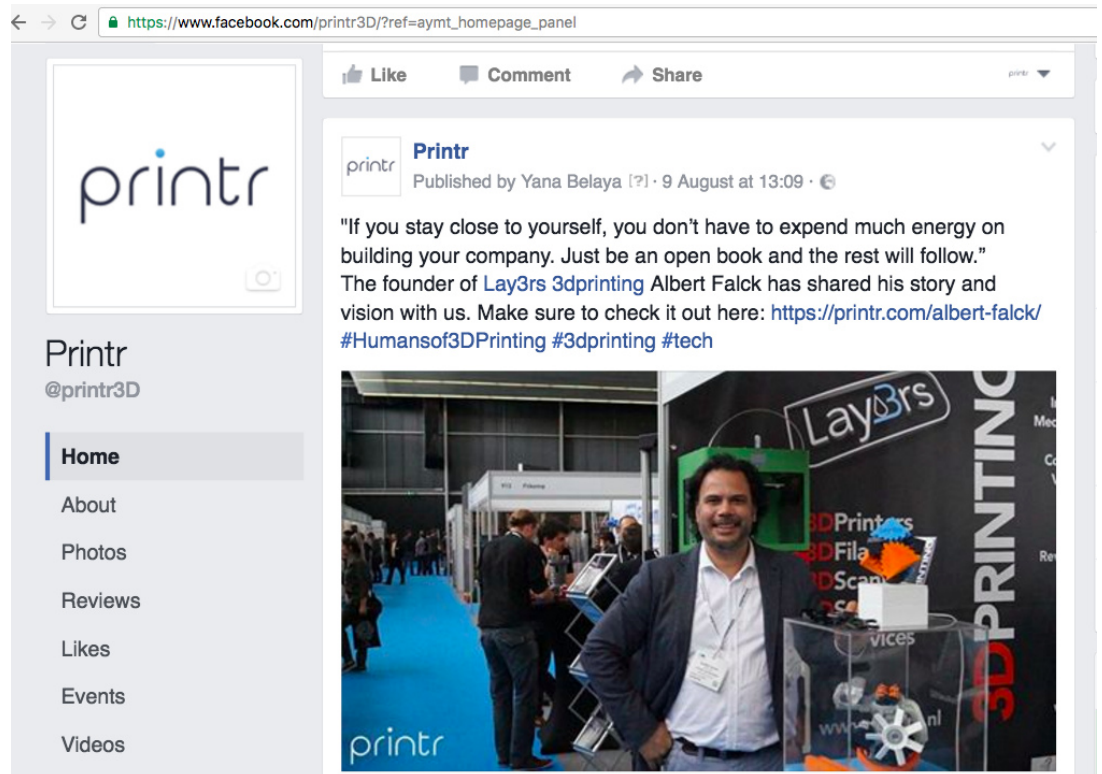 https://www.facebook.com/printr3D/?ref=aymt_homepage_panel
printr
Printr
@printr3D
Home
About
Photos
Reviews
Likes
Events
Videos
Like Comment Share
printr
printr
Printr
Published by Yana Belaya [?] · 9 August at 13:09 ·
"If you stay close to yourself, you don't have to expend much energy on
building your company. Just be an open book and the rest will follow.”
The founder of Lay3rs 3dprinting Albert Falck has shared his story and
vision with us. Make sure to check it out here: https://printr.com/albert-falck/
#Humansof3DPrinting #3dprinting #tech
Lay3rs
3DPRINTING
3DPrinters
3DFila
3DScan
vices
printr